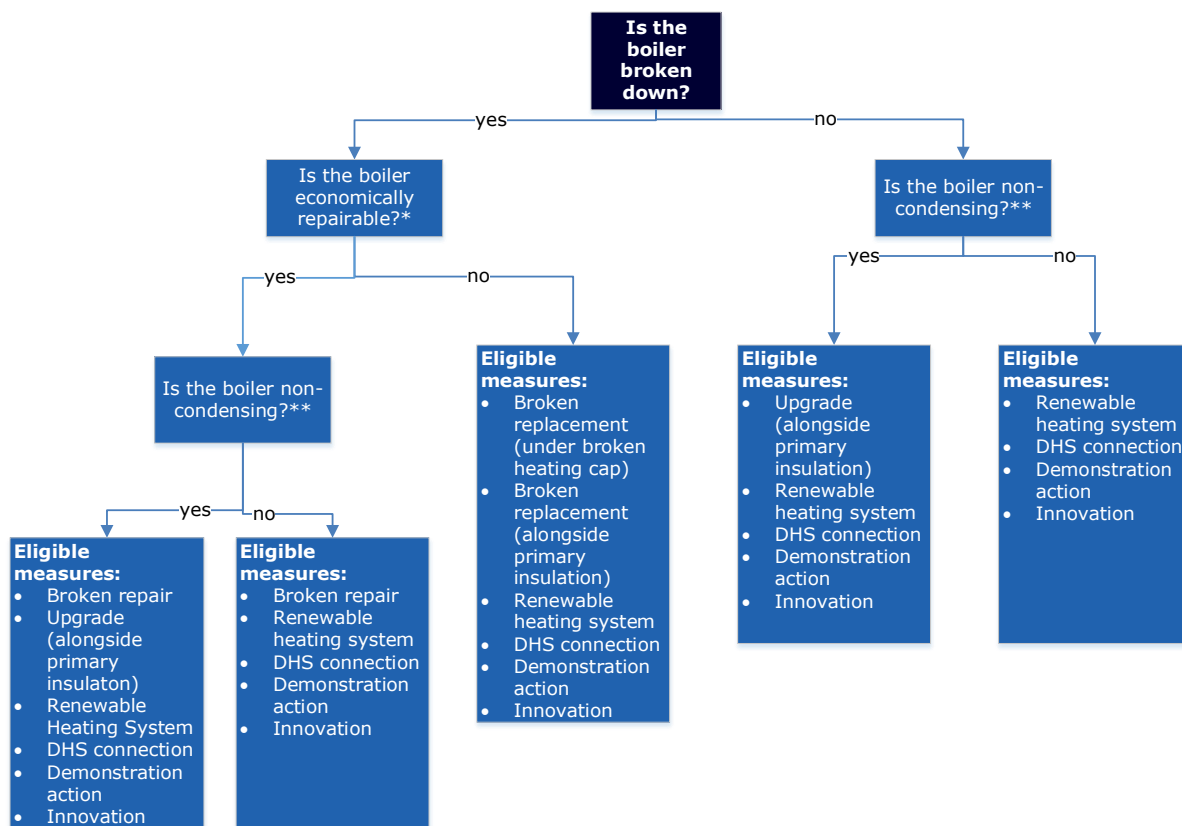 Is the
boiler
broken
down?
yes
no
Is the boiler
economically
repairable?*
Is the boiler non-
condensing?**
yes
no
yes
no
Is the boiler non-
condensing?**
Eligible
measures:
• Broken
replacement
(under broken
heating cap)
• Broken
replacement
(alongside
primary
insulation)
• Renewable
heating system
• DHS connection
• Demonstration
action
• Innovation
Eligible
measures:
• Upgrade
(alongside
primary
insulation)
• Renewable
heating system
• DHS connection
• Demonstration
action
• Innovation
Eligible
measures:
• Renewable
heating system
• DHS connection
• Demonstration
action
• Innovation
yes
no
Eligible
measures:
• Broken repair
• Upgrade
(alongside
primary
insulaton)
• Renewable
Heating System
• DHS connection
• Demonstration
action
• Innovation
Eligible
measures:
• Broken repair
• Renewable
heating system
• DHS connection
• Demonstration
action
• Innovation